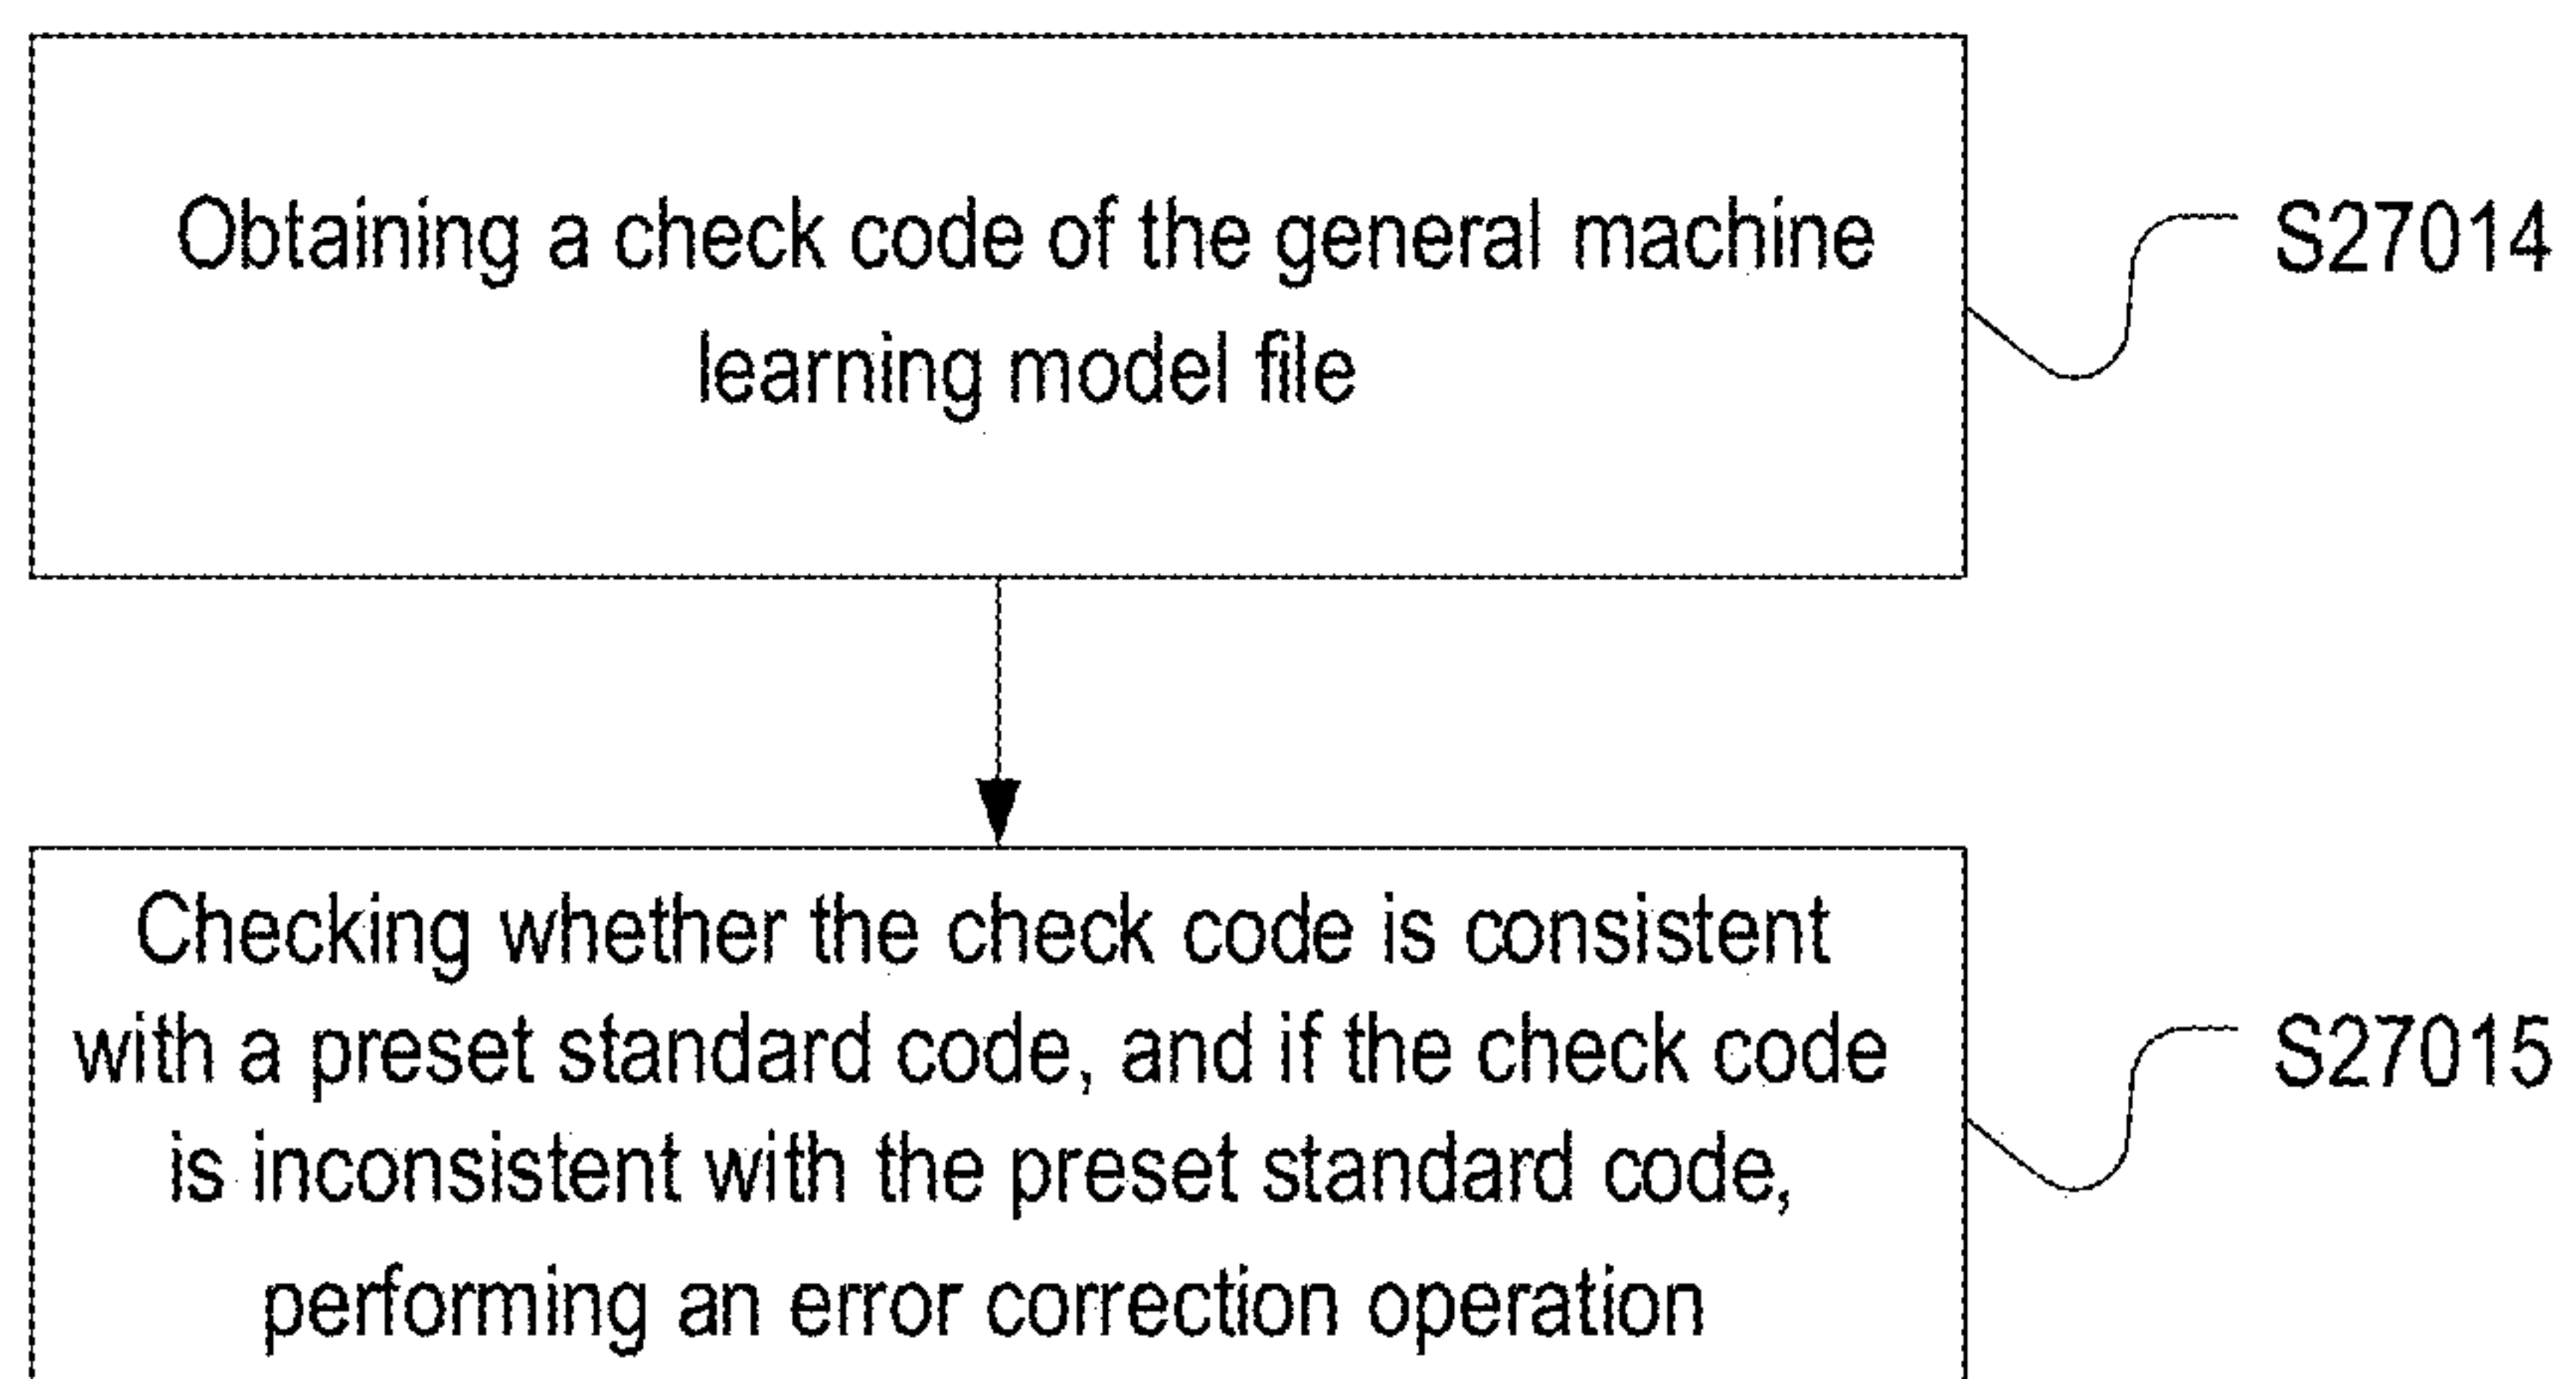 Obtaining a check code of the general machine
learning model file
S27014
Checking whether the check code is consistent
with a preset standard code, and if the check code
is inconsistent with the preset standard code,
performing an error correction operation
S27015